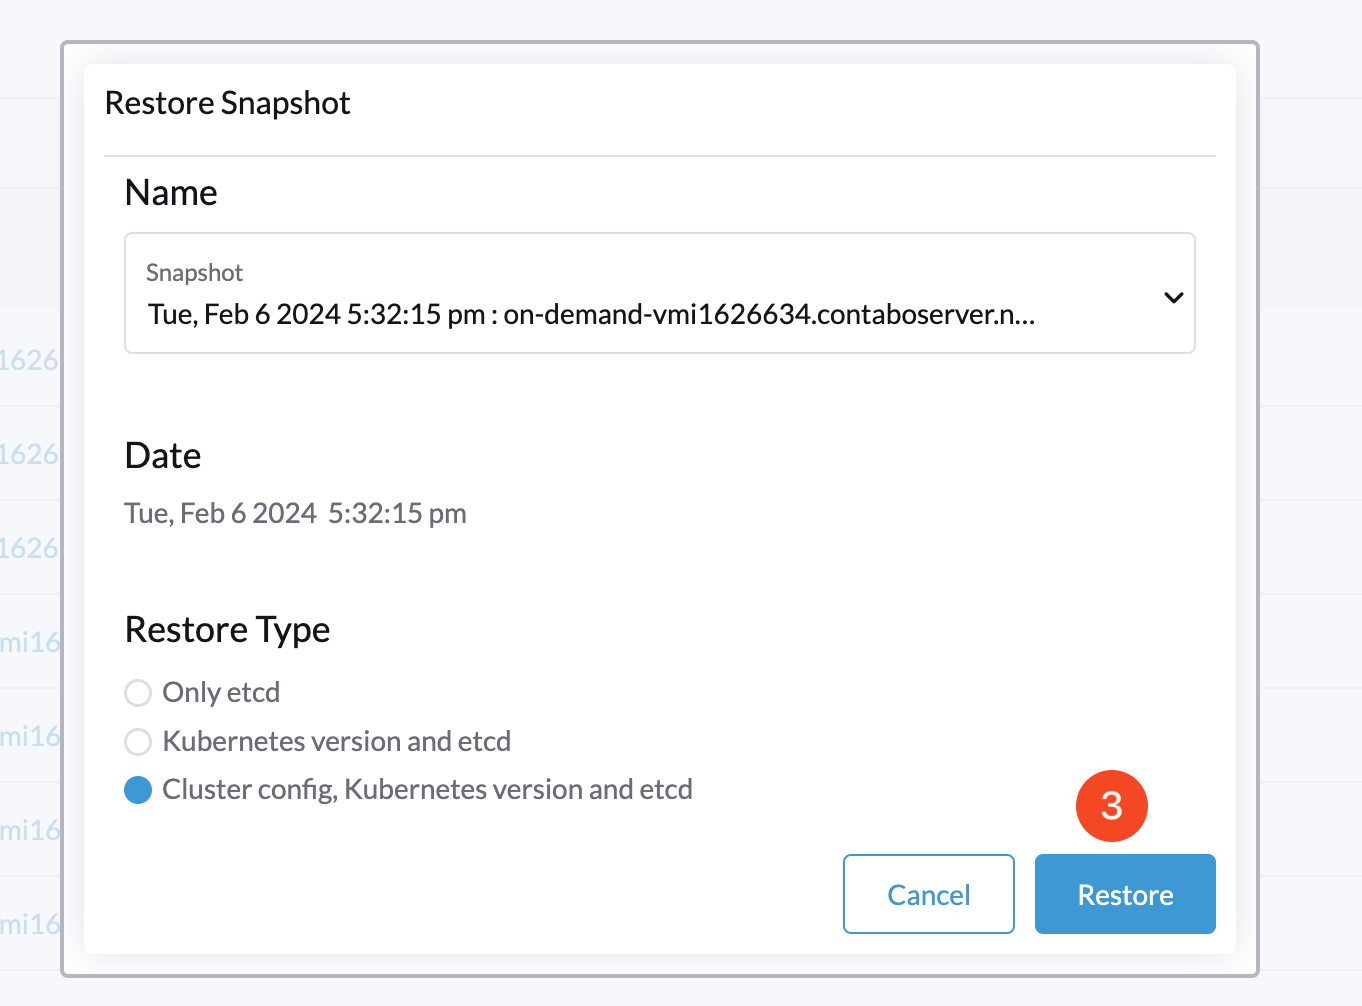 Restore Snapshot
Name
Snapshot
Tue, Feb 6 2024 5:32:15 pm : on-demand-vmi1626634.contaboserver.n...
1626
Date
1626
Tue, Feb 6 2024 5:32:15 pm
1626
Restore Type
mi16
Only etcd
mi16
Kubernetes version and etcd
Cluster config, Kubernetes version and etcd
3
mi16
Cancel
Restore
mi16